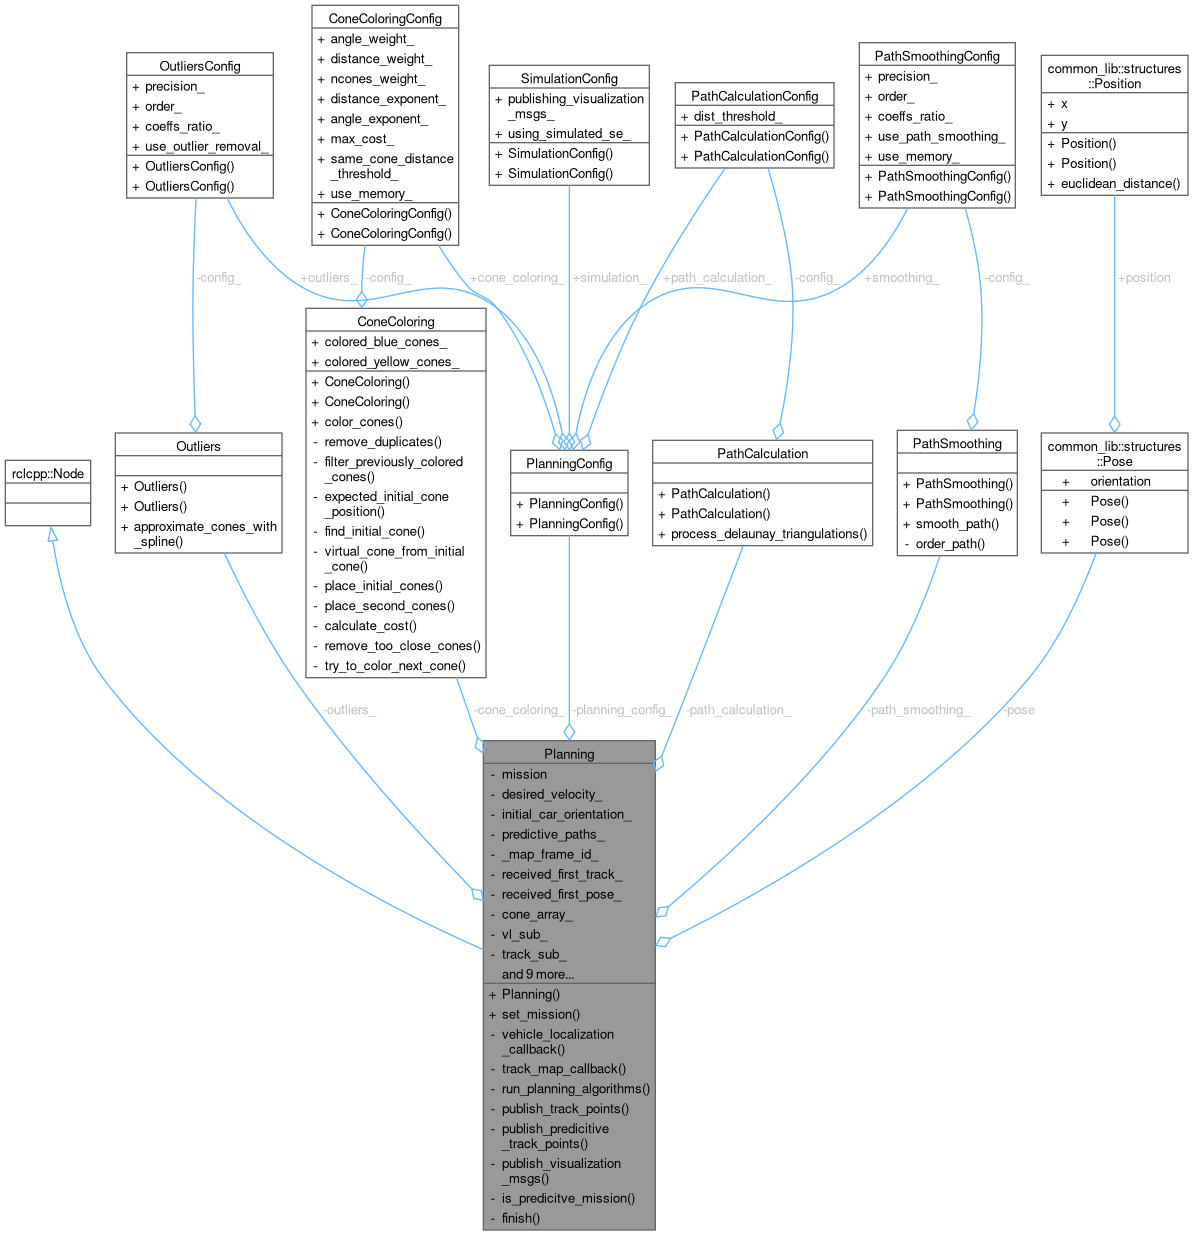 ConeColoringConfig
+ angle_weight_
+ distance_weight_
+ ncones_weight_
+ distance_exponent_
+ angle_exponent_
+ max_cost_
+ same_cone_distance
_threshold_
+ use_memory_
+ ConeColoringConfig()
+ ConeColoringConfig()
OutliersConfig
+ precision_
+ order_
+ coeffs_ratio_
+ use_outlier_removal_
+ OutliersConfig()
+ OutliersConfig()
SimulationConfig
+ publishing_visualization
_msgs_
+ using_simulated_se_
+ SimulationConfig()
+ SimulationConfig()
PathCalculationConfig
+ dist_threshold_
+ PathCalculationConfig()
+ PathCalculationConfig()
PathSmoothingConfig
+ precision_
+ order_
+ coeffs_ratio_
+ use_path_smoothing_
+ use_memory_
+ PathSmoothingConfig()
+ PathSmoothingConfig()
common_lib::structures
::Position
+ x
+ y
+ Position()
+ Position()
+ euclidean_distance()
-config_
+outliers_
-config_
+cone_coloring_
+simulation_
+path_calculation_
-config_
+smoothing_
-config_
+position
rclcpp::Node
Outliers
+ Outliers()
+ Outliers()
+ approximate_cones_with
_spline()
ConeColoring
+ colored_blue_cones_
+ colored_yellow_cones_
+ ConeColoring()
+ ConeColoring()
+ color_cones()
- remove_duplicates()
- filter_previously_colored
_cones()
- expected_initial_cone
_position()
- find_initial_cone()
- virtual_cone_from_initial
_cone()
- place_initial_cones()
- place_second_cones()
- calculate_cost()
- remove_too_close_cones()
- try_to_color_next_cone()
PlanningConfig
+ PlanningConfig()
+ PlanningConfig()
PathCalculation
+ PathCalculation()
+ PathCalculation()
+ process_delaunay_triangulations()
PathSmoothing
+ PathSmoothing()
+ PathSmoothing()
+ smooth_path()
- order_path()
common_lib::structures
::Pose
+ orientation
+ Pose()
+ Pose()
+ Pose()
-outliers_
-cone_coloring_
-planning_config_
-path_calculation_
-path_smoothing_
-pose
Planning
- mission
- desired_velocity_
- initial_car_orientation_
- predictive_paths_
- _map_frame_id_
- received_first_track_
- received_first_pose_
- cone_array_
- vl_sub_
- track_sub_
and 9 more...
+ Planning()
+ set_mission()
- vehicle_localization
_callback()
- track_map_callback()
- run_planning_algorithms()
- publish_track_points()
- publish_predicitive
_track_points()
- publish_visualization
_msgs()
- is_predicitve_mission()
- finish()